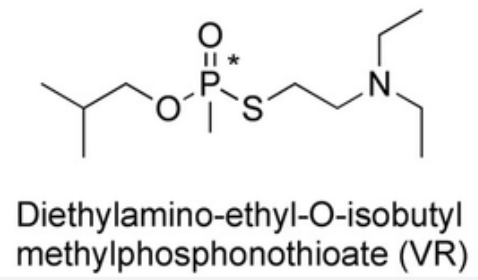 O
P *
O S N
Diethylamino-ethyl-O-isobutyl
methylphosphonothioate (VR)